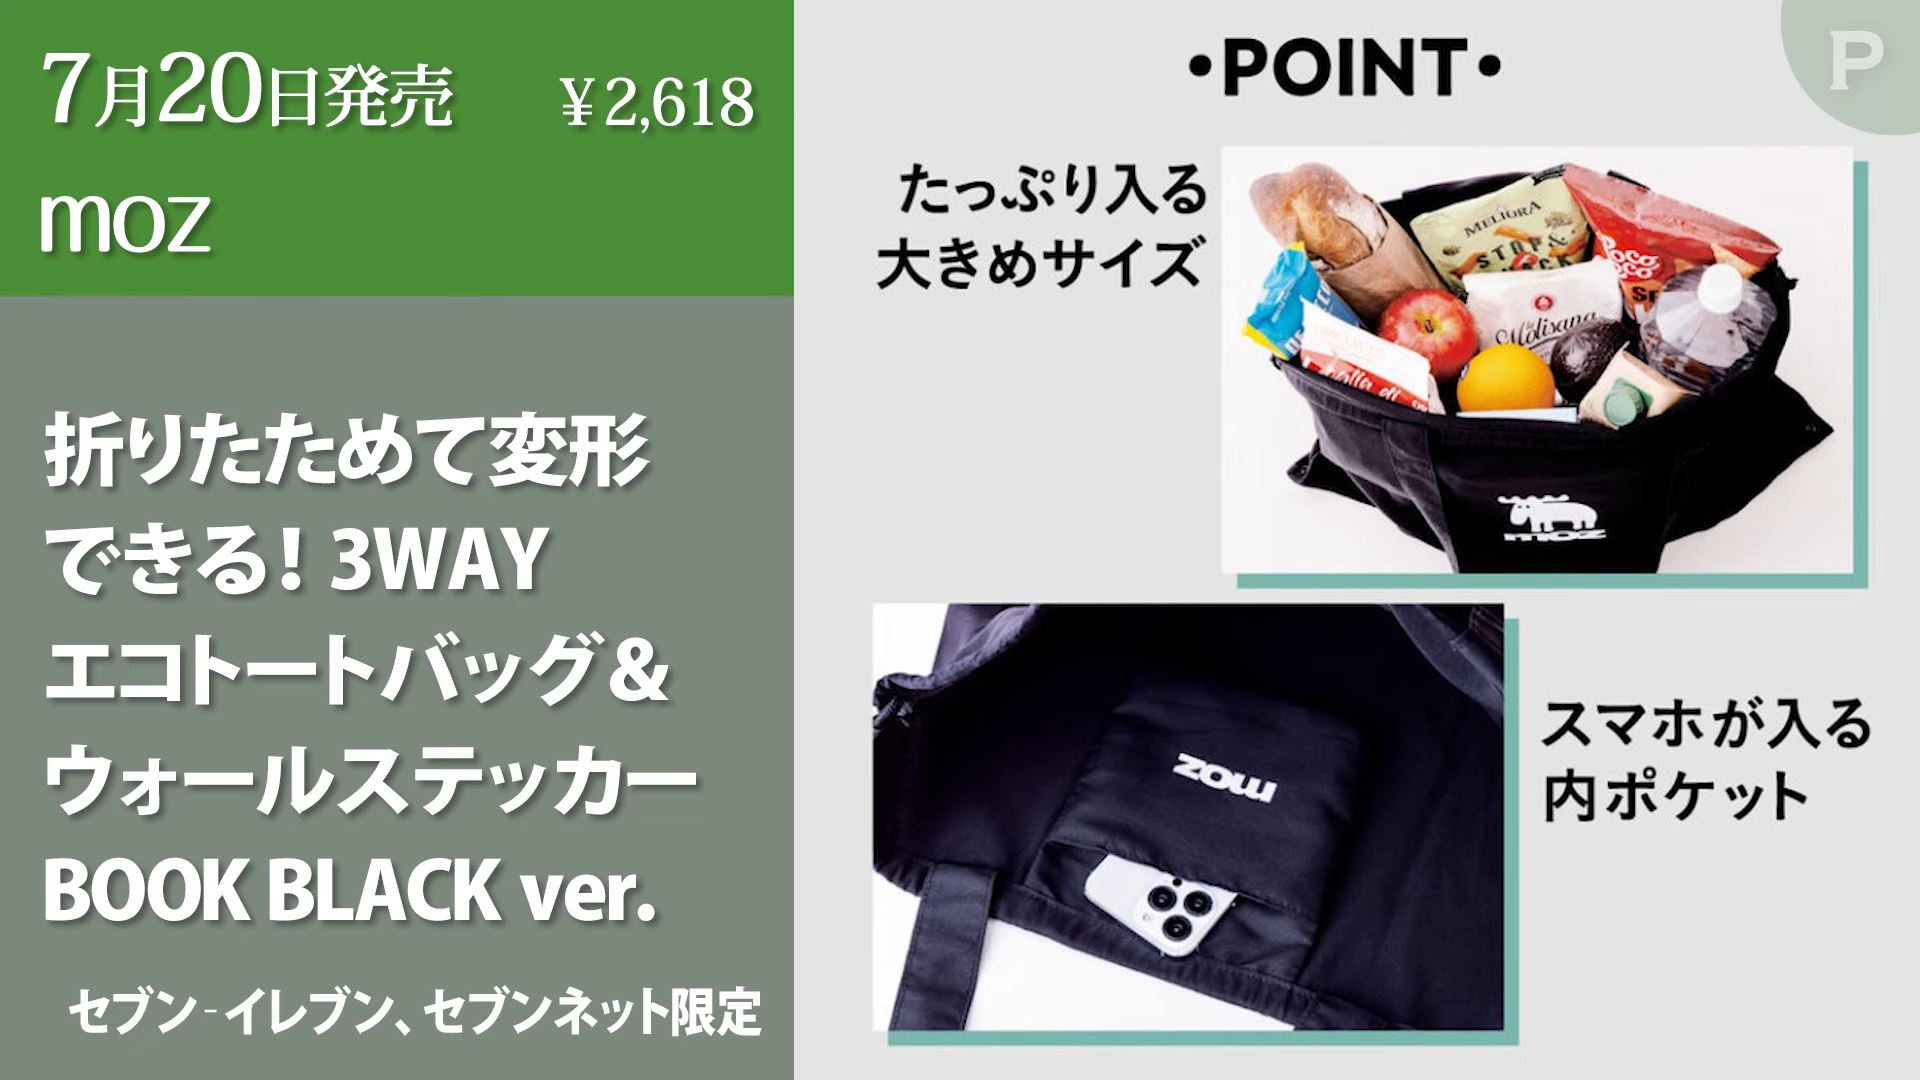 7月20日発売 ¥2,618
moz
折りたためて変形
できる！3WAY
エコトートバッグ&
ウォールステッカー
BOOK BLACK ver.
セブン‐イレブン、セブンネット限定
•POINT•
P
たっぷり入る
大きめサイズ
MELIORA
STOP &
Molisana
moz
moz
スマホが入る
内ポケット